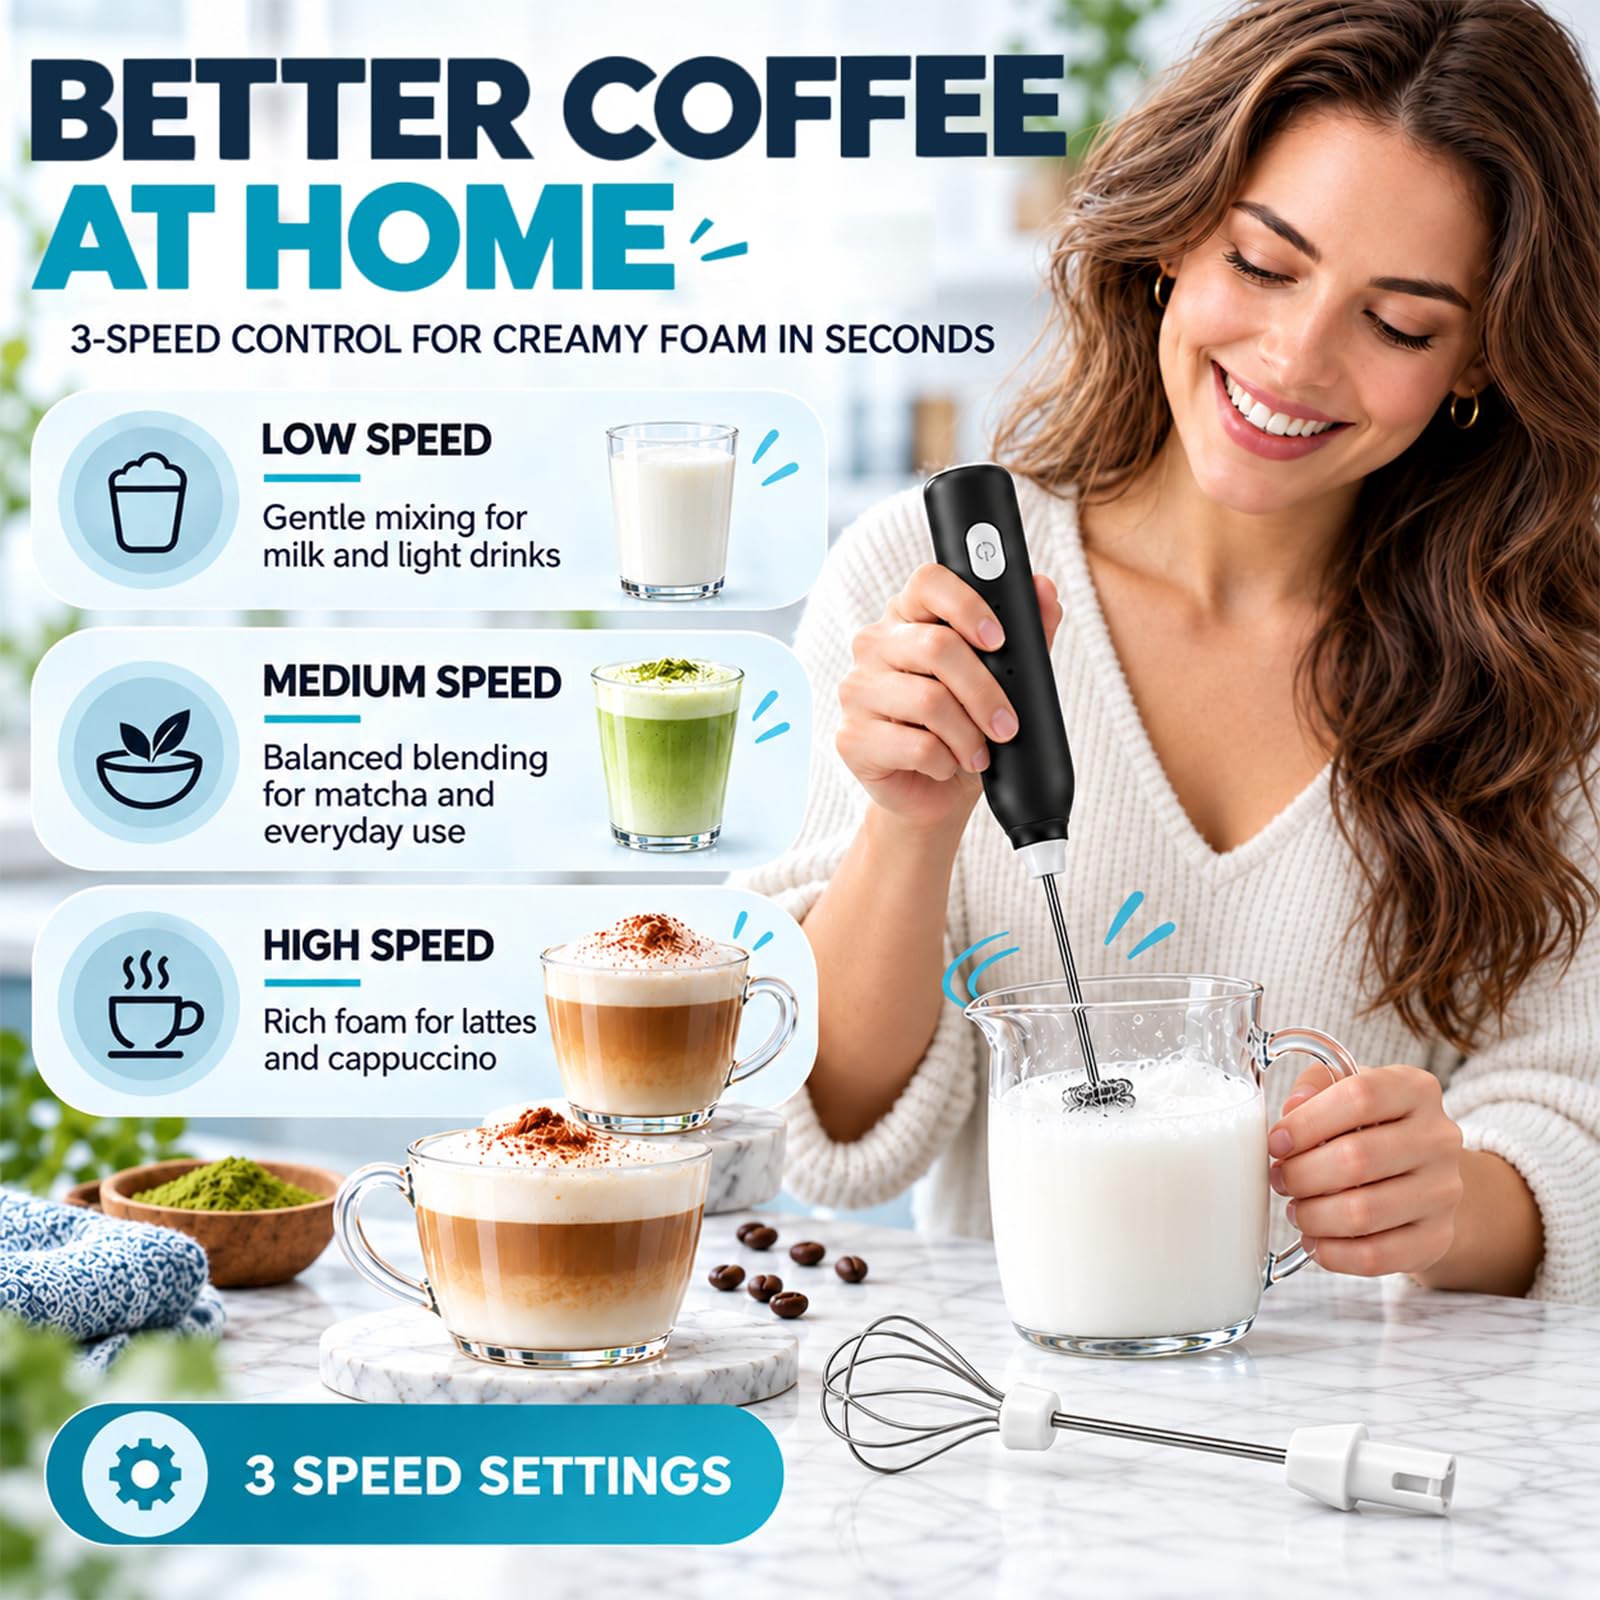 BETTER COFFEE
AT HOME
3-SPEED CONTROL FOR CREAMY FOAM IN SECONDS
LOW SPEED
Gentle mixing for
milk and light drinks
MEDIUM SPEED
Balanced blending
for matcha and
everyday use
HIGH SPEED
Rich foam for lattes
and cappuccino
3 SPEED SETTINGS